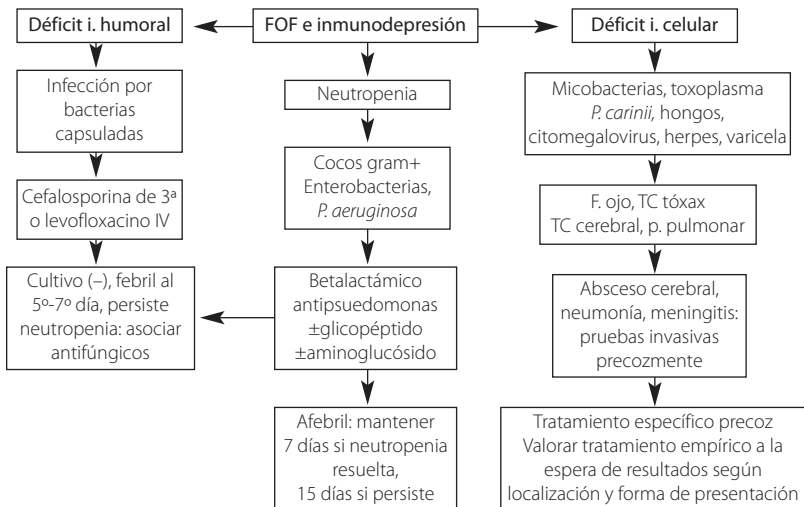 Déficit i. humoral
FOF e inmunodepresión
Déficit i. celular
Infección por
bacterias
capsuladas
Cefalosporina de 3ª
o levofloxacino IV
Cultivo (–), febril al
5º-7º día, persiste
neutropenia: asociar
antifúngicos
Neutropenia
Cocos gram+
Enterobacterias,
P. aeruginosa
Betalactámico
antipsuedomonas
±glicopéptido
±aminoglucósido
Afebril: mantener
7 días si neutropenia
resuelta,
15 días si persiste
Micobacterias, toxoplasma
P. carinii, hongos,
citomegalovirus, herpes, varicela
F. ojo, TC tóxax
TC cerebral, p. pulmonar
Absceso cerebral,
neumonía, meningitis:
pruebas invasivas
precozmente
Tratamiento específico precoz
Valorar tratamiento empírico a la
espera de resultados según
localización y forma de presentación